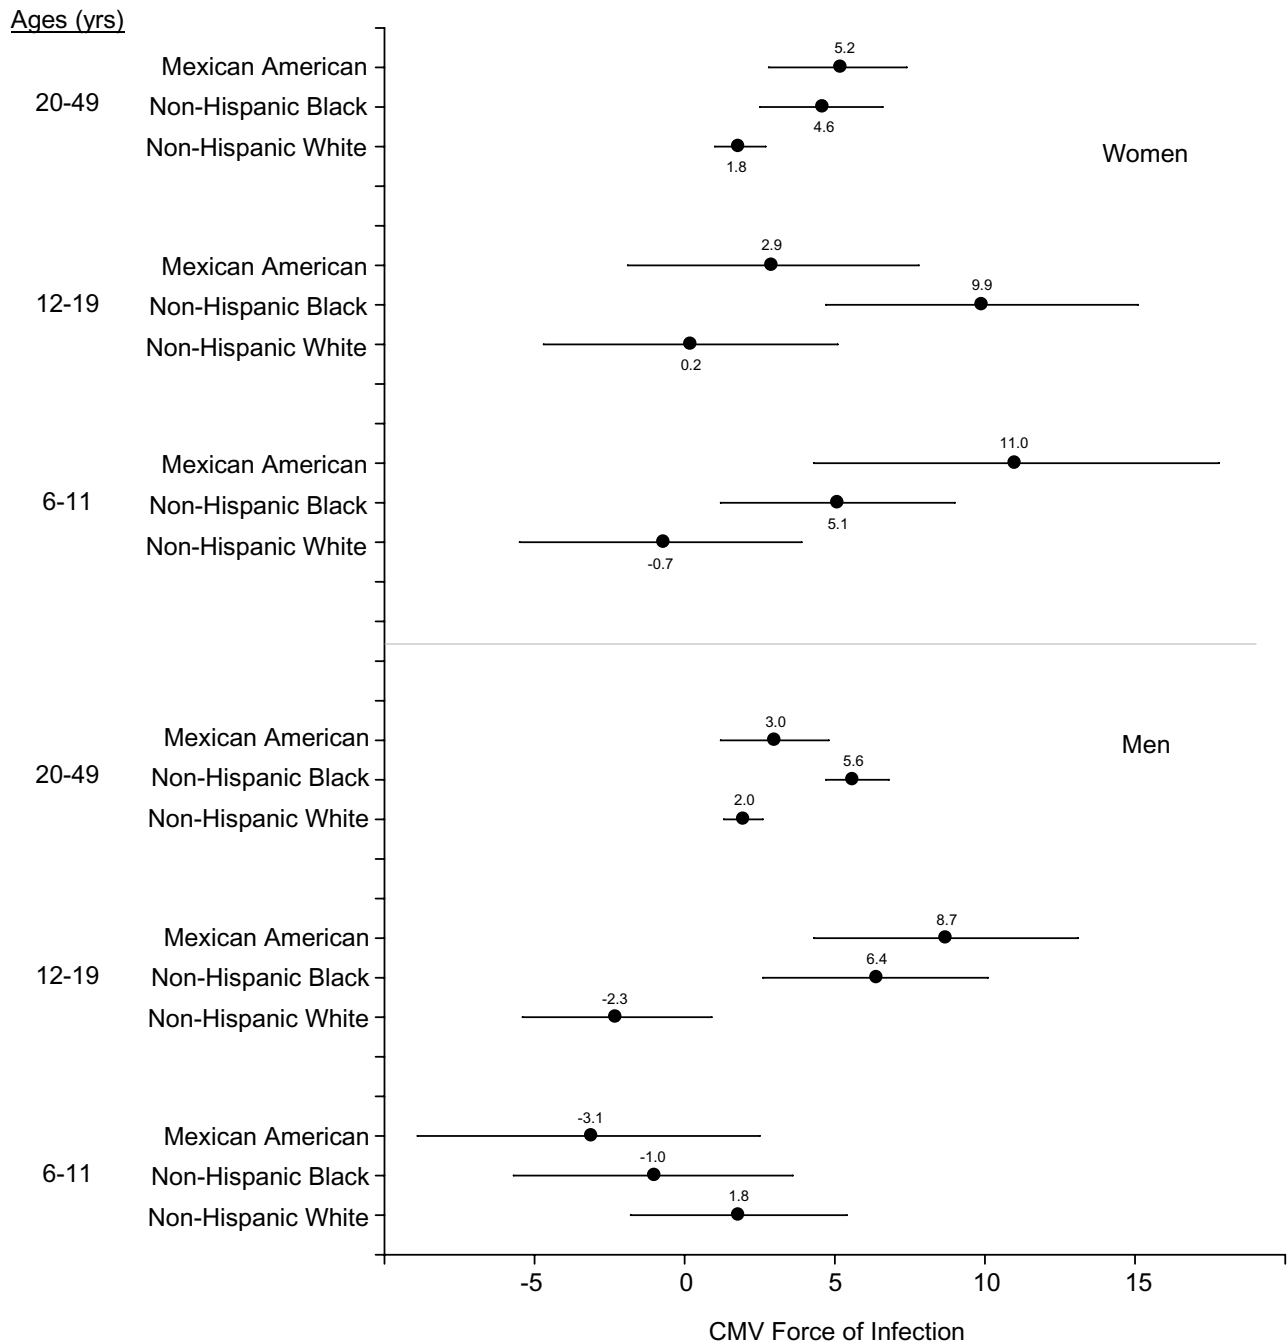 Ages (yrs)
5.2
Mexican American
20-49
Non-Hispanic Black
4.6
Non-Hispanic White
1.8
Women
2.9
Mexican American
9.9
12-19
Non-Hispanic Black
Non-Hispanic White
0.2
11.0
Mexican American
6-11
Non-Hispanic Black
5.1
Non-Hispanic White
-0.7
3.0
Mexican American
Men
5.6
20-49
Non-Hispanic Black
2.0
Non-Hispanic White
8.7
Mexican American
6.4
12-19
Non-Hispanic Black
-2.3
Non-Hispanic White
-3.1
Mexican American
-1.0
6-11
Non-Hispanic Black
1.8
Non-Hispanic White
-5 0 5 10 15
CMV Force of Infection